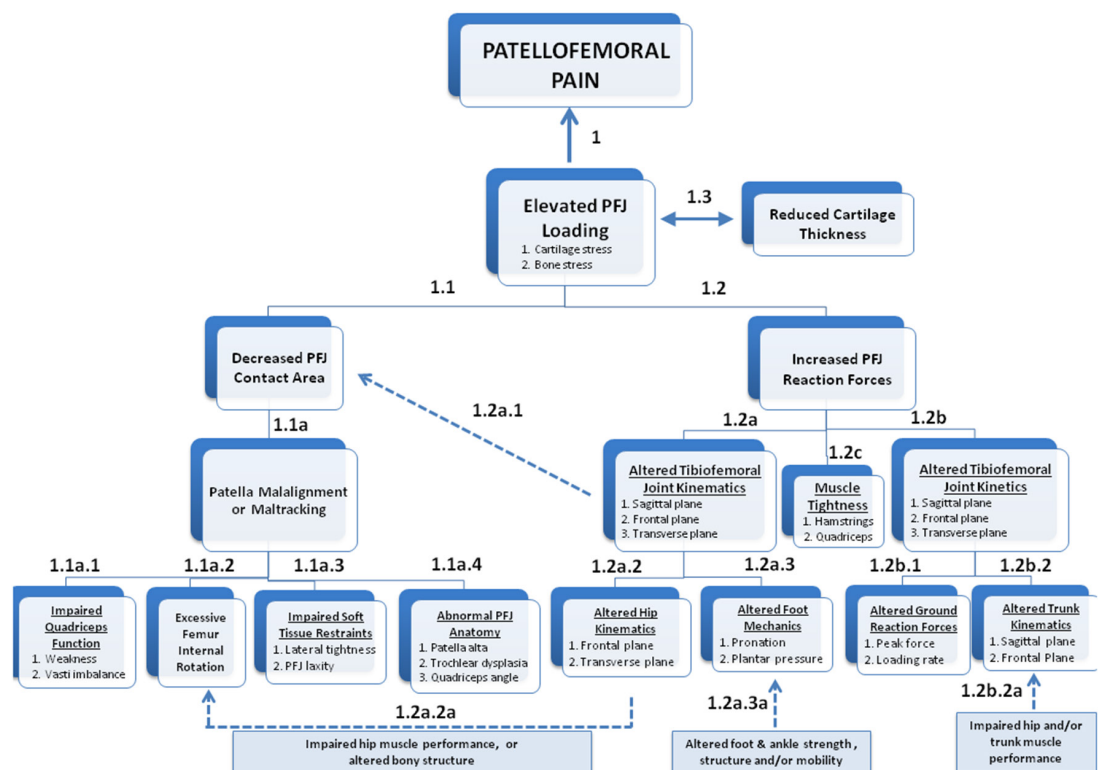 PATELLOFEMORAL
PAIN
1
Elevated PFJ
Loading
1. Cartilage stress
2. Bone stress
1.3
Reduced Cartilage
Thickness
1.1
1.2
Decreased PFJ
Contact Area
Increased PFJ
Reaction Forces
1.2a.1
1.1a
1.2a
1.2b
1.2c
Patella Malalignment
or Maltracking
Altered Tibiofemoral
Joint Kinematics
1. Sagittal plane
2. Frontal plane
3. Transverse plane
Muscle
Tightness
1. Hamstrings
2. Quadriceps
Altered Tibiofemoral
Joint Kinetics
1. Sagittal plane
2. Frontal plane
3. Transverse plane
1.1a.1
1.1a.2
1.1a.3
1.1a.4
1.2a.2
1.2a.3
1.2b.1
1.2b.2
Impaired
Quadriceps
Function
1. Weakness
2. Vasti imbalance
Excessive
Femur
Internal
Rotation
Impaired Soft
Tissue Restraints
1. Lateral tightness
2. PFJ laxity
Abnormal PFJ
Anatomy
1. Patella alta
2. Trochlear dysplasia
3. Quadriceps angle
Altered Hip
Kinematics
1. Frontal plane
2. Transverse plane
Altered Foot
Mechanics
1. Pronation
2. Plantar pressure
Altered Ground
Reaction Forces
1. Peak force
2. Loading rate
Altered Trunk
Kinematics
1. Sagittal plane
2. Frontal Plane
1.2a.2a
1.2a.3a
1.2b.2a
Impaired hip muscle performance, or
altered bony structure
Altered foot & ankle strength,
structure and/or mobility
Impaired hip and/or
trunk muscle
performance